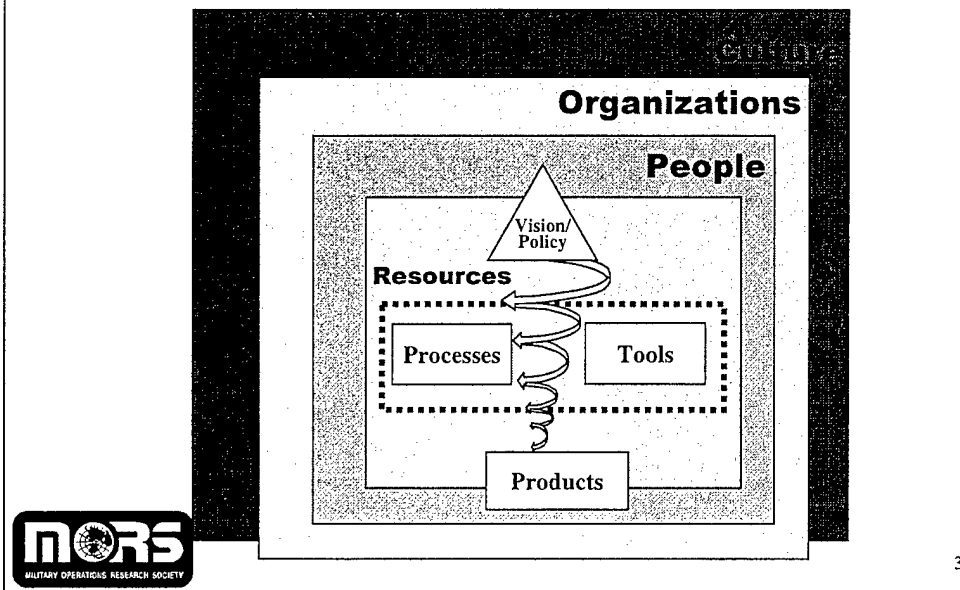 Culture
Organizations
People
Vision/
Policy
Resources
Processes
Tools
Products
MORS
MILITARY OPERATIONS RESEARCH SOCIETY
3